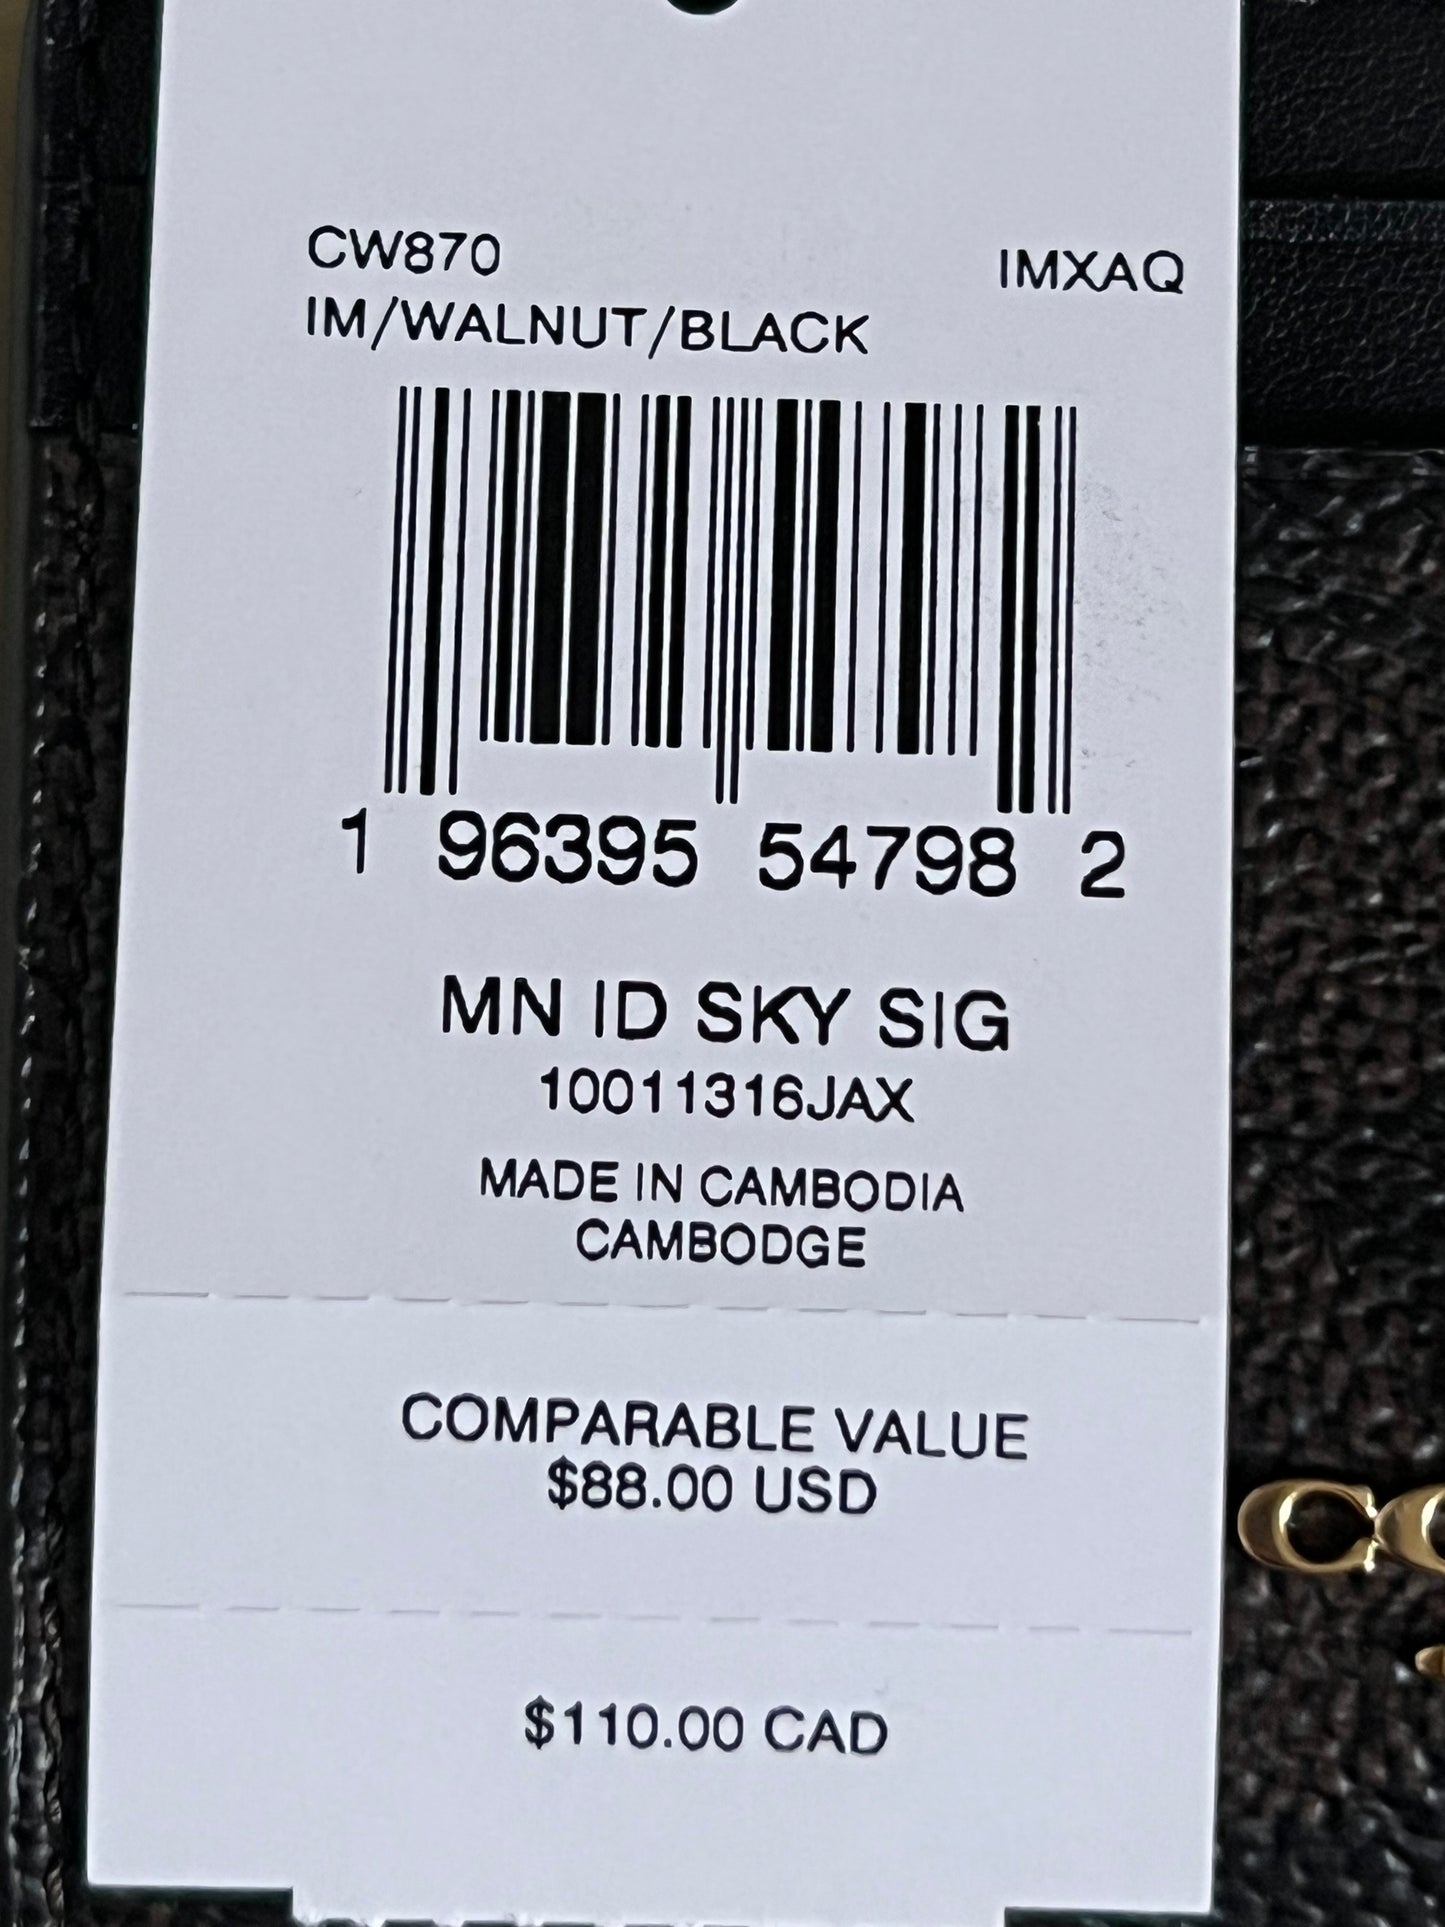 CW870 IMXAQ
IM/WALNUT/BLACK
1 96395 54798 2
MN ID SKY SIG
10011316JAX
MADE IN CAMBODIA
CAMBODGE
COMPARABLE VALUE
$88.00 USD
$110.00 CAD